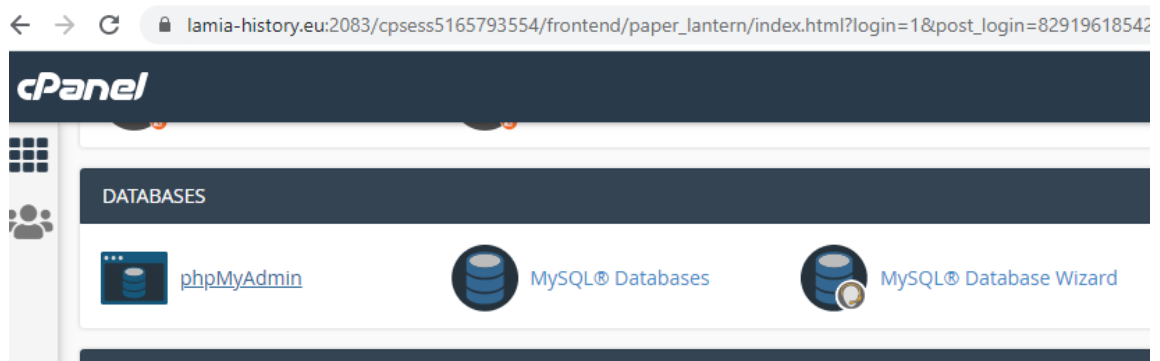 lamia-history.eu:2083/cpsess5165793554/frontend/paper_lantern/index.html?login=1&post_login=82919618542
cPanel
DATABASES
phpMyAdmin
MySQL® Databases
MySQL® Database Wizard